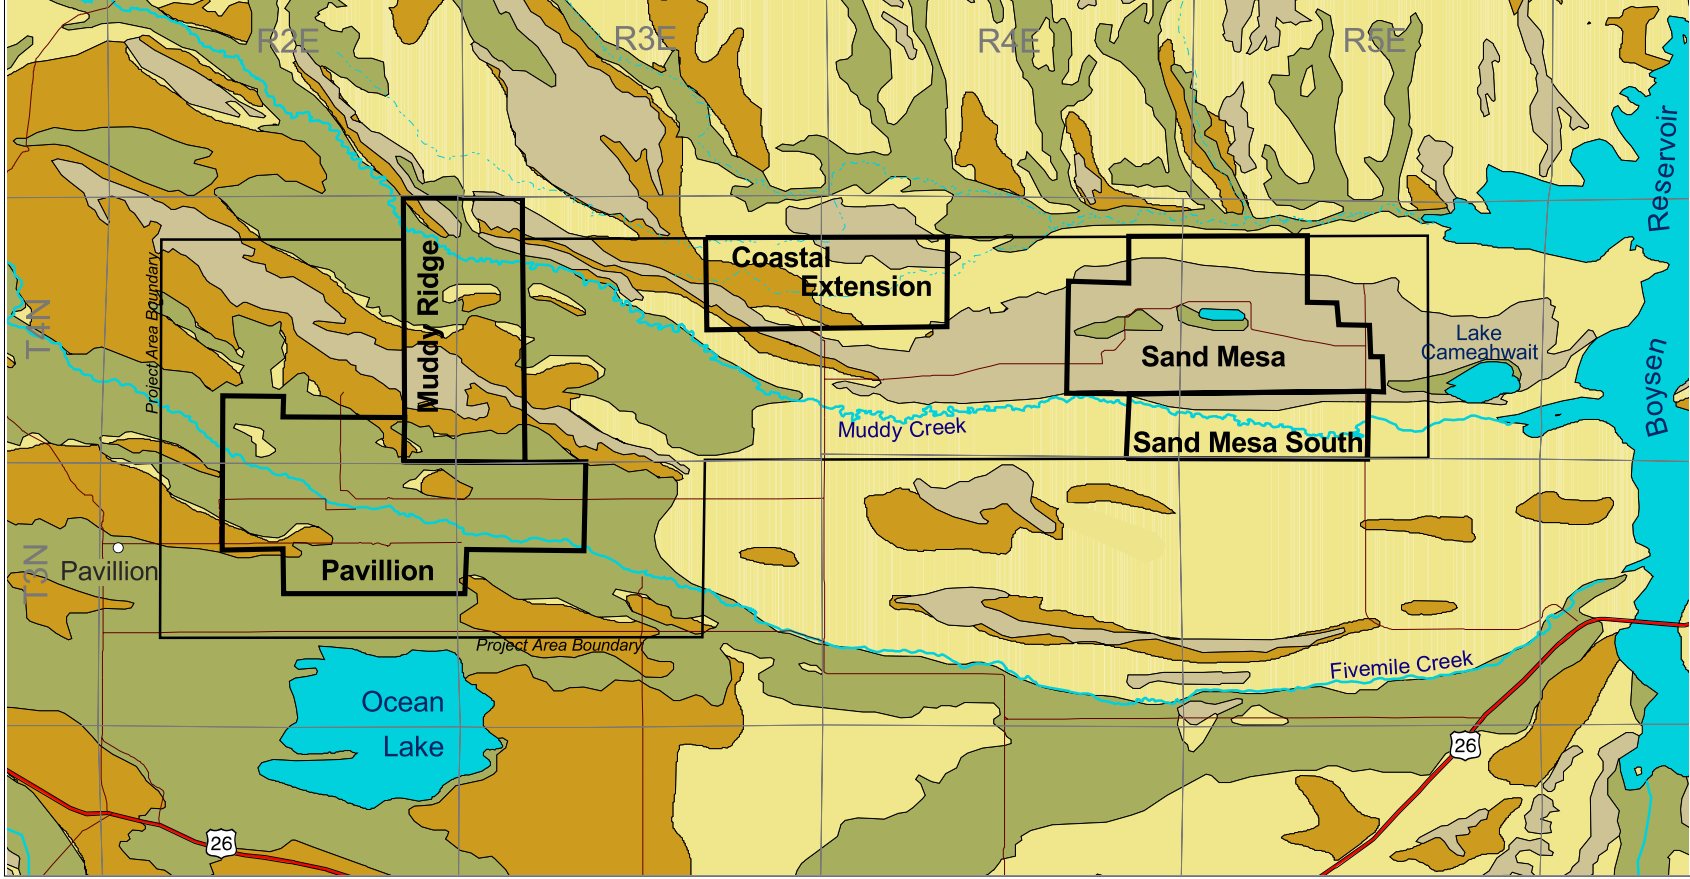 R2E
R3E
R4E
R5E
Reservoir
Boysen
Muddy Ridge
Coastal
Extension
Project Area Boundary
T4N
Sand Mesa
Lake
Cameahwait
Muddy Creek
Sand Mesa South
T3N
Pavillion
Pavillion
Project Area Boundary
Fivemile Creek
Ocean
Lake
26
26